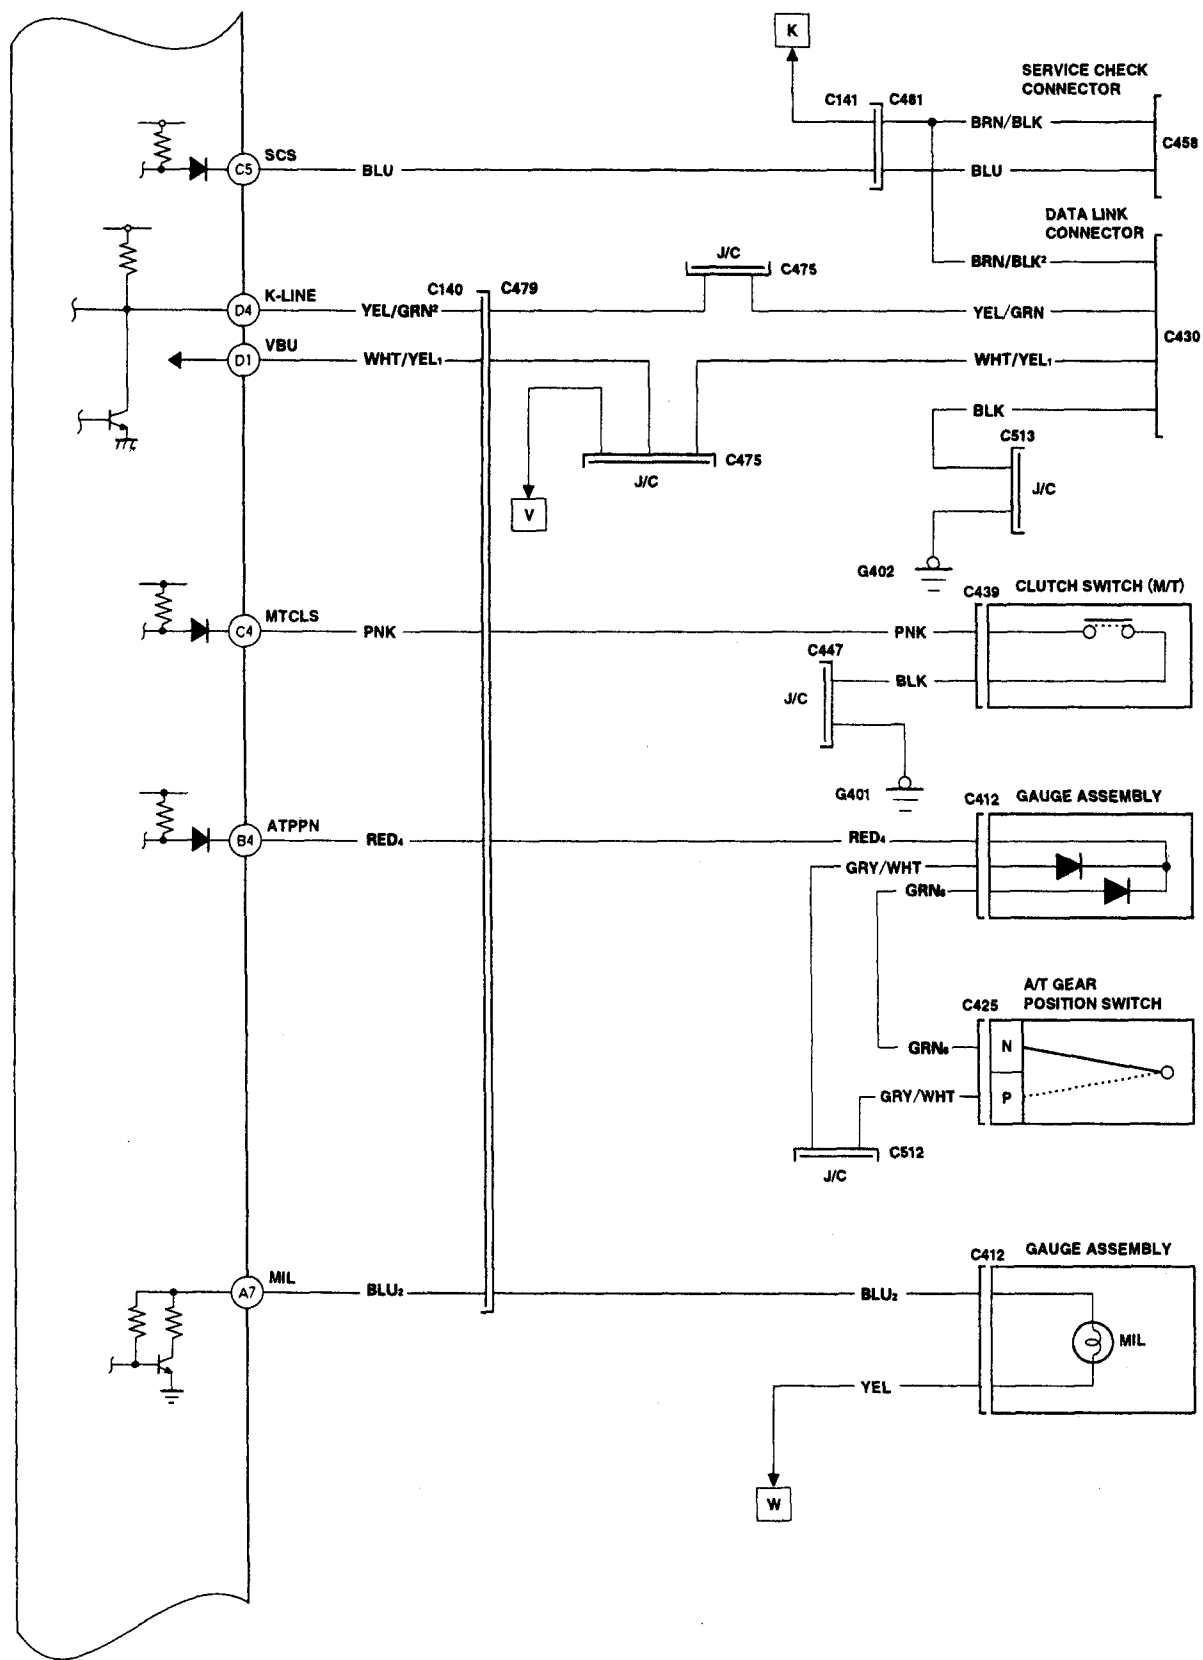 K
SERVICE CHECK
CONNECTOR
C141 C461
BRN/BLK
C458
SCS
C5
BLU
BLU
DATA LINK
CONNECTOR
J/C
C475
BRN/BLK²
K-LINE
C140 C479
D4
YEL/GRN²
YEL/GRN
C430
VBU
D1
WHT/YEL₁
WHT/YEL₁
BLK
C513
C475
J/C
J/C
V
G402
C439
CLUTCH SWITCH (M/T)
MTCLS
C4
PNK
PNK
C447
BLK
J/C
G401
C412
GAUGE ASSEMBLY
ATPPN
B4
RED₄
RED₄
GRY/WHT
GRN₆
A/T GEAR
POSITION SWITCH
C425
GRN₆
N
GRY/WHT
P
C512
J/C
C412
GAUGE ASSEMBLY
MIL
A7
BLU₂
BLU₂
MIL
YEL
W